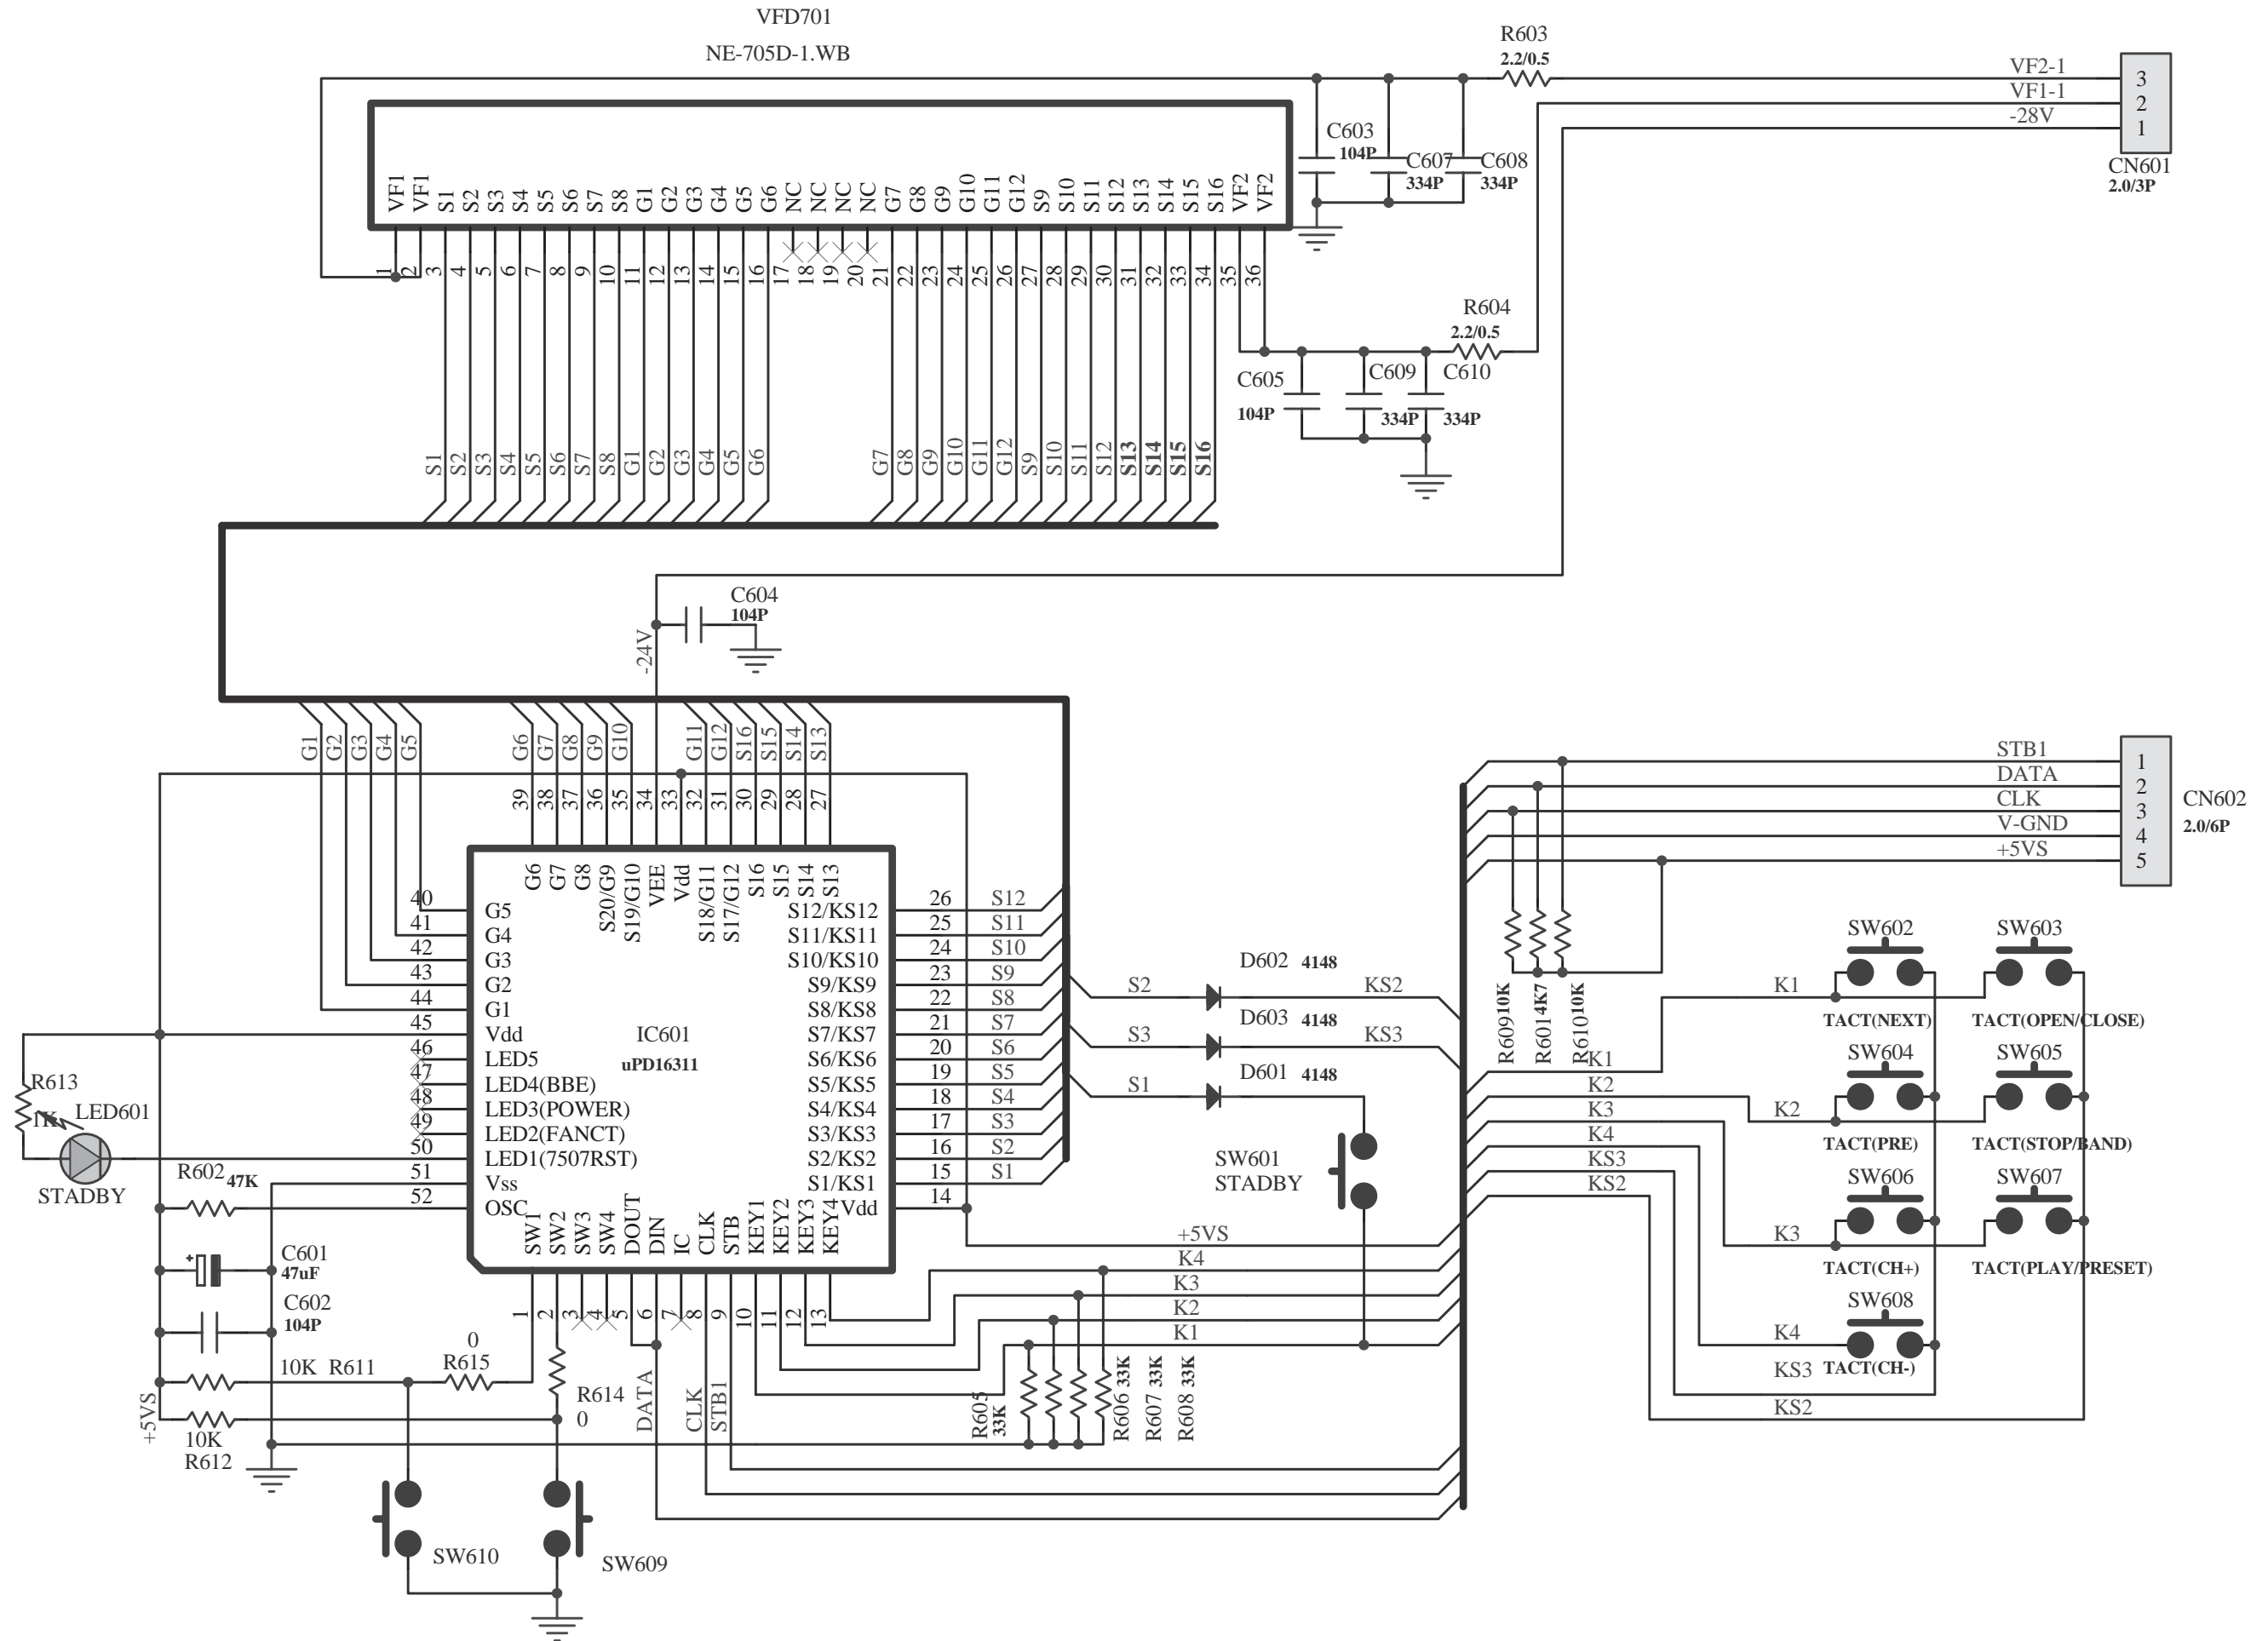 VFD701
NE-705D-1.WB
R603
2.2/0.5
VF2-1
VF1-1
-28V
3
2
1
CN601
2.0/3P
C603
104P
C607
334P
C608
334P
VF1 VF1 S1 S2 S3 S4 S5 S6 S7 S8 G1 G2 G3 G4 G5 G6 NC NC NC NC G7 G8 G9 G10 G11 G12 S9 S10 S11 S12 S13 S14 S15 S16 VF2 VF2
1 2 3 4 5 6 7 8 9 10 11 12 13 14 15 16 17 18 19 20 21 22 23 24 25 26 27 28 29 30 31 32 33 34 35 36
R604
2.2/0.5
C605
104P
C609
334P
C610
334P
S1 S2 S3 S4 S5 S6 S7 S8 G1 G2 G3 G4 G5 G6 G7 G8 G9 G10 G11 G12 S9 S10 S11 S12 S13 S14 S15 S16
C604
104P
-24V
G1 G2 G3 G4 G5 G6 G7 G8 G9 G10 G11 G12 S16 S15 S14 S13
39 38 37 36 35 34 33 32 31 30 29 28 27
G6 G7 G8 S20/G9 S19/G10 VEE Vdd S18/G11 S17/G12 S16 S15 S14 S13
40 G5
41 G4
42 G3
43 G2
44 G1
45 Vdd
46 LED5
47 LED4(BBE)
48 LED3(POWER)
49 LED2(FANCT)
50 LED1(7507RST)
51 Vss
52 OSC
IC601
uPD16311
S12/KS12 26 S12
S11/KS11 25 S11
S10/KS10 24 S10
S9/KS9 23 S9
S8/KS8 22 S8
S7/KS7 21 S7
S6/KS6 20 S6
S5/KS5 19 S5
S4/KS4 18 S4
S3/KS3 17 S3
S2/KS2 16 S2
S1/KS1 15 S1
Vdd 14
SW1 SW2 SW3 SW4 DOUT DIN IC CLK STB KEY1 KEY2 KEY3 KEY4
1 2 3 4 5 6 7 8 9 10 11 12 13
R613
1K
LED601
STADBY
R602 47K
+
C601
47uF
C602
104P
10K R611
0
R615
R614
0
10K
R612
+5VS
DATA
CLK
STB1
SW610
SW609
S2
D602 4148
KS2
S3
D603 4148
KS3
S1
D601 4148
SW601
STADBY
+5VS
K4
K3
K2
K1
R605
33K
R606 33K
R607 33K
R608 33K
STB1
DATA
CLK
V-GND
+5VS
1
2
3
4
5
CN602
2.0/6P
R609 10K
R601 4K7
R610 10K
K1
K2
K3
K4
KS3
KS2
SW602
SW603
K1
TACT(NEXT)
TACT(OPEN/CLOSE)
SW604
SW605
K2
TACT(PRE)
TACT(STOP/BAND)
SW606
SW607
K3
TACT(CH+)
TACT(PLAY/PRESET)
SW608
K4
TACT(CH-)
KS3
KS2